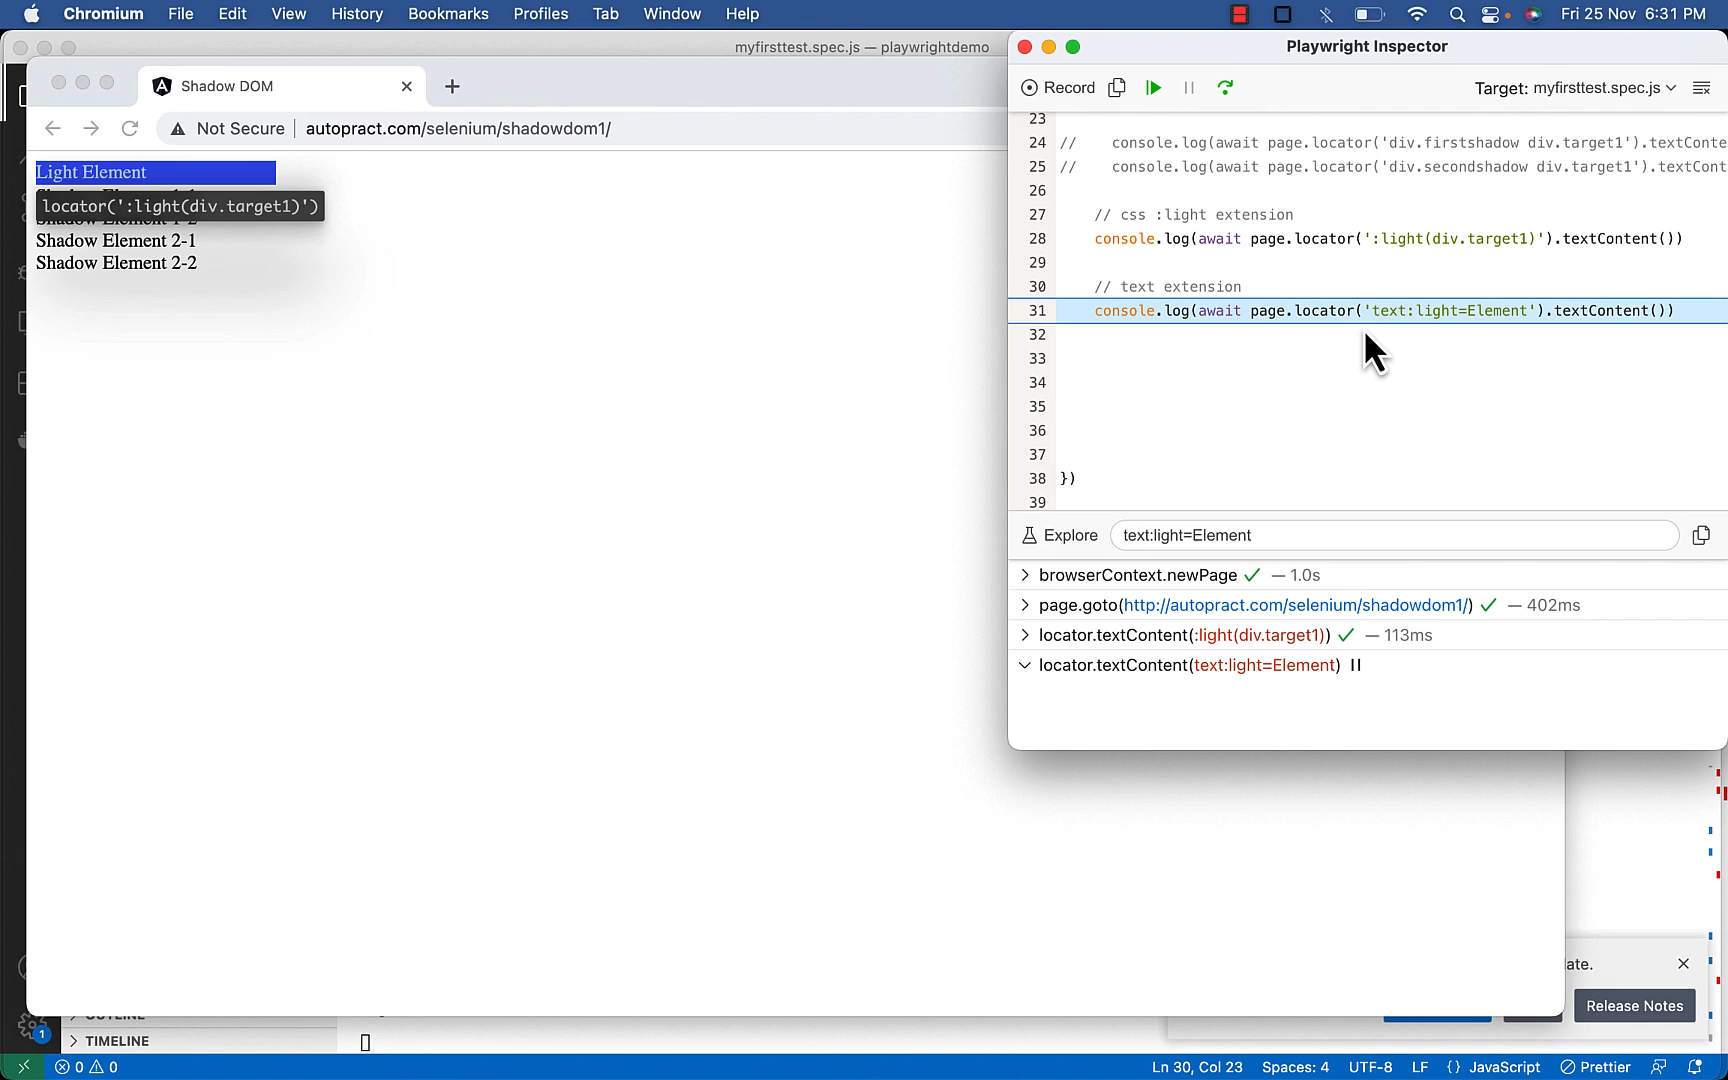 Chromium File Edit View History Bookmarks Profiles Tab Window Help Fri 25 Nov 6:31 PM
myfirsttest.spec.js — playwrightdemo
Shadow DOM
Not Secure autopract.com/selenium/shadowdom1/
Light Element
locator(':light(div.target1)')
Shadow Element 1-2
Shadow Element 2-1
Shadow Element 2-2
Playwright Inspector
Record Target: myfirsttest.spec.js
23
24 // console.log(await page.locator('div.firstshadow div.target1').textConte
25 // console.log(await page.locator('div.secondshadow div.target1').textCont
26
27 // css :light extension
28 console.log(await page.locator(':light(div.target1)').textContent())
29
30 // text extension
31 console.log(await page.locator('text:light=Element').textContent())
32
33
34
35
36
37
38 })
39
Explore text:light=Element
browserContext.newPage ✓ — 1.0s
page.goto(http://autopract.com/selenium/shadowdom1/) ✓ — 402ms
locator.textContent(:light(div.target1)) ✓ — 113ms
locator.textContent(text:light=Element)
ate.
Release Notes
OUTLINE
TIMELINE
1
0 0 Ln 30, Col 23 Spaces: 4 UTF-8 LF {} JavaScript Prettier